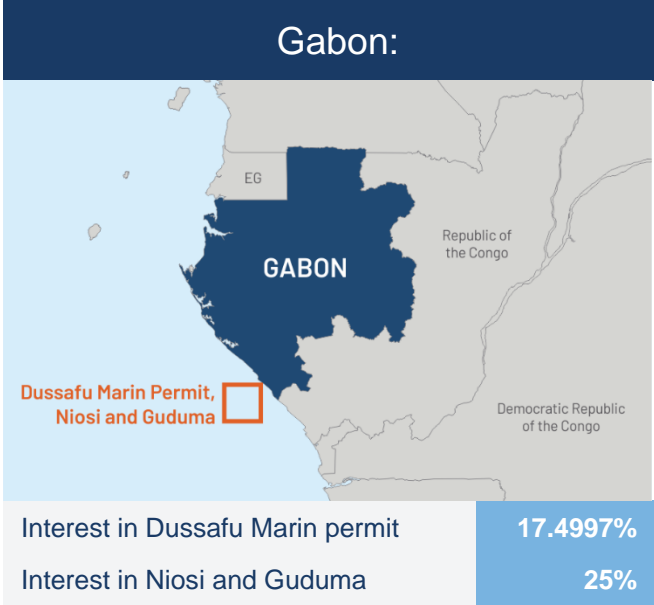 Gabon:
EG
Republic of
the Congo
GABON
Dussafu Marin Permit,
Niosi and Guduma
Democratic Republic
of the Congo
Interest in Dussafu Marin permit 17.4997%
Interest in Niosi and Guduma 25%